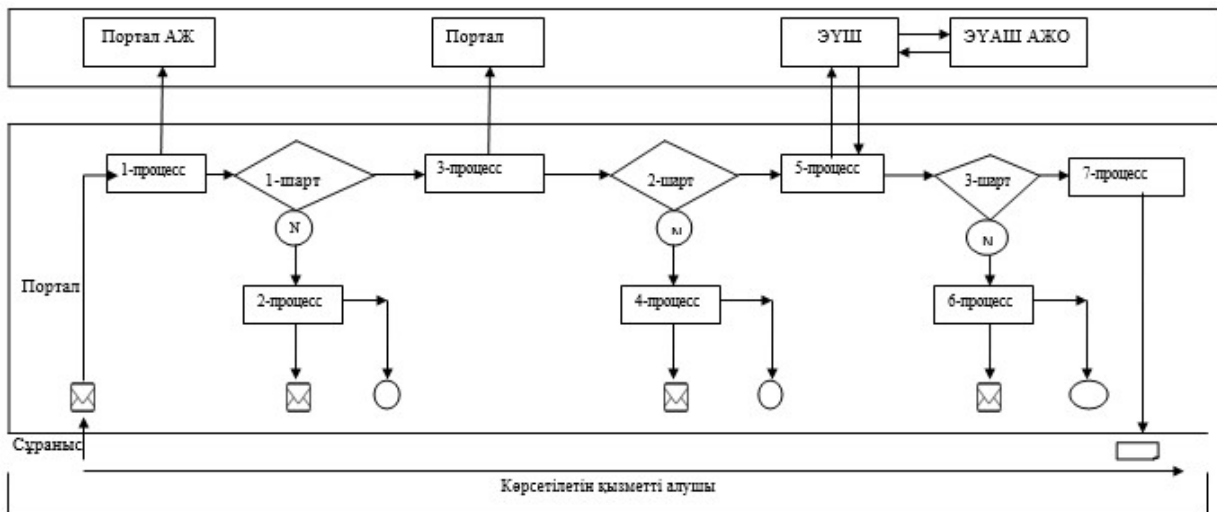 Портал АЖ
Портал
ЭҮШ
ЭҮАШ АЖО
1-процесс
1-шарт
3-процесс
2-шарт
5-процесс
3-шарт
7-процесс
N
N
N
Портал
2-процесс
4-процесс
6-процесс
Сұраныс
Көрсетілетін қызметті алушы